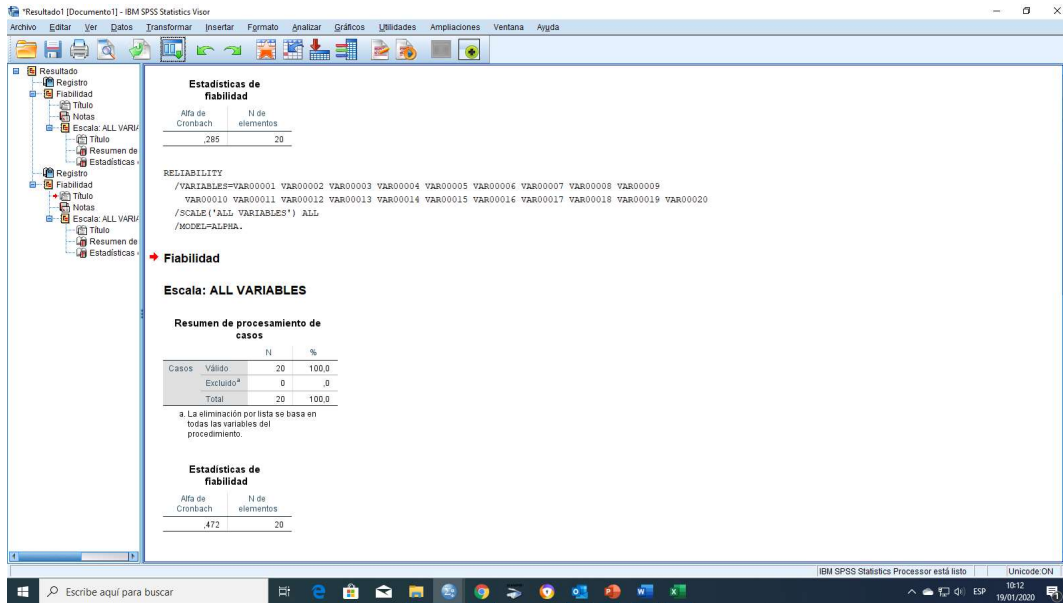 *Resultado1 [Documento1] - IBM SPSS Statistics Visor
Archivo Editar Ver Datos Transformar Insertar Formato Analizar Gráficos Utilidades Ampliaciones Ventana Ayuda
Resultado
Registro
Fiabilidad
Título
Notas
Escala: ALL VARIA
Título
Resumen de
Estadísticas
Registro
Fiabilidad
Título
Notas
Escala: ALL VARIA
Título
Resumen de
Estadísticas
Estadísticas de
fiabilidad
Alfa de N de
Cronbach elementos
,285 20
RELIABILITY
/VARIABLES=VAR00001 VAR00002 VAR00003 VAR00004 VAR00005 VAR00006 VAR00007 VAR00008 VAR00009
VAR00010 VAR00011 VAR00012 VAR00013 VAR00014 VAR00015 VAR00016 VAR00017 VAR00018 VAR00019 VAR00020
/SCALE('ALL VARIABLES') ALL
/MODEL=ALPHA.
Fiabilidad
Escala: ALL VARIABLES
Resumen de procesamiento de
casos
N %
Casos Válido 20 100,0
Excluido a 0 ,0
Total 20 100,0
a. La eliminación por lista se basa en
todas las variables del
procedimiento.
Estadísticas de
fiabilidad
Alfa de N de
Cronbach elementos
,472 20
IBM SPSS Statistics Processor está listo Unicode:ON
Escribe aquí para buscar
ESP
10:12
19/01/2020